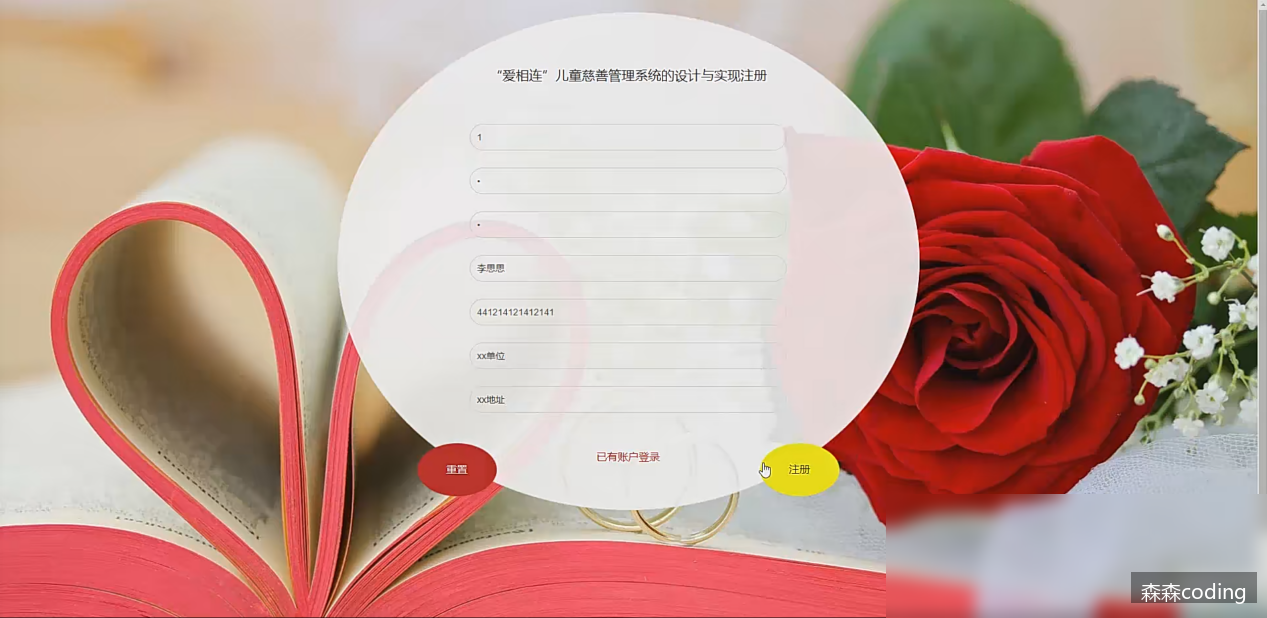 “爱相连”儿童慈善管理系统的设计与实现注册
1
•
•
李思思
441214121412141
xx单位
xx地址
重置
已有账户登录
注册
森森coding